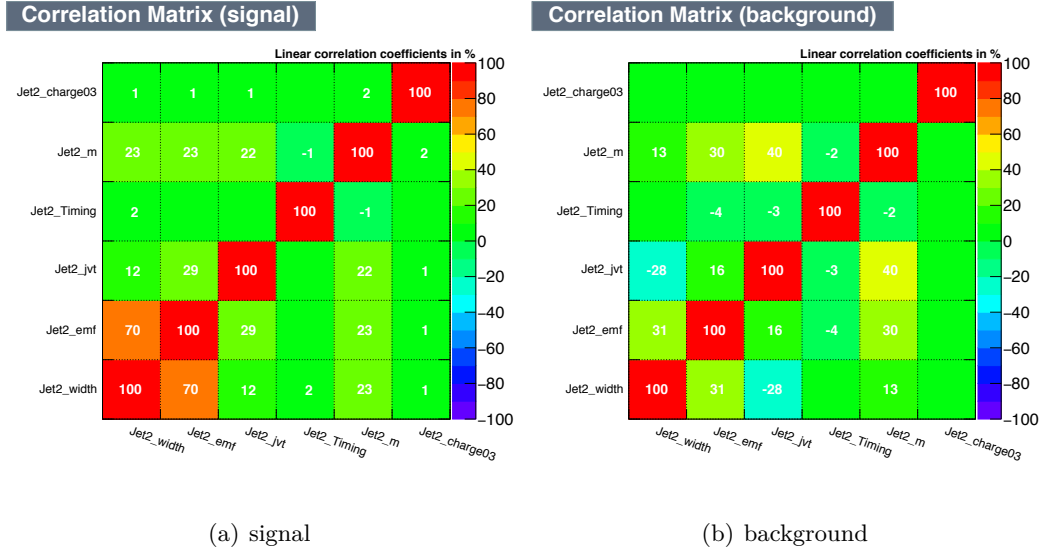 Correlation Matrix (signal)
Linear correlation coefficients in %
Jet2_charge03 1 1 1 2 100
Jet2_m 23 23 22 -1 100 2
Jet2_Timing 2 100 -1
Jet2_jvt 12 29 100 22 1
Jet2_emf 70 100 29 23 1
Jet2_width 100 70 12 2 23 1
Jet2_width Jet2_emf Jet2_jvt Jet2_Timing Jet2_m Jet2_charge03
100
80
60
40
20
0
−20
−40
−60
−80
−100
(a) signal
Correlation Matrix (background)
Linear correlation coefficients in %
Jet2_charge03 100
Jet2_m 13 30 40 -2 100
Jet2_Timing -4 -3 100 -2
Jet2_jvt -28 16 100 -3 40
Jet2_emf 31 100 16 -4 30
Jet2_width 100 31 -28 13
Jet2_width Jet2_emf Jet2_jvt Jet2_Timing Jet2_m Jet2_charge03
100
80
60
40
20
0
−20
−40
−60
−80
−100
(b) background